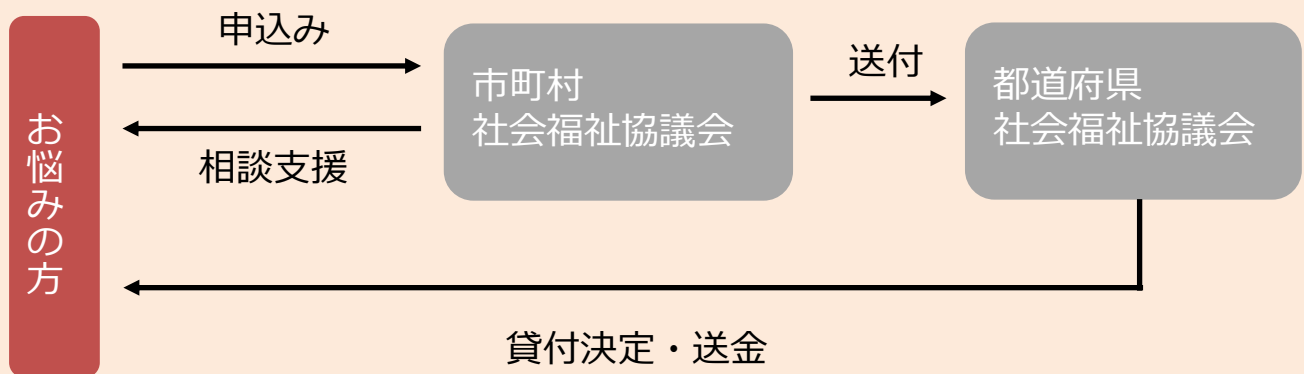 お悩みの方
申込み
相談支援
市町村
社会福祉協議会
送付
都道府県
社会福祉協議会
貸付決定・送金